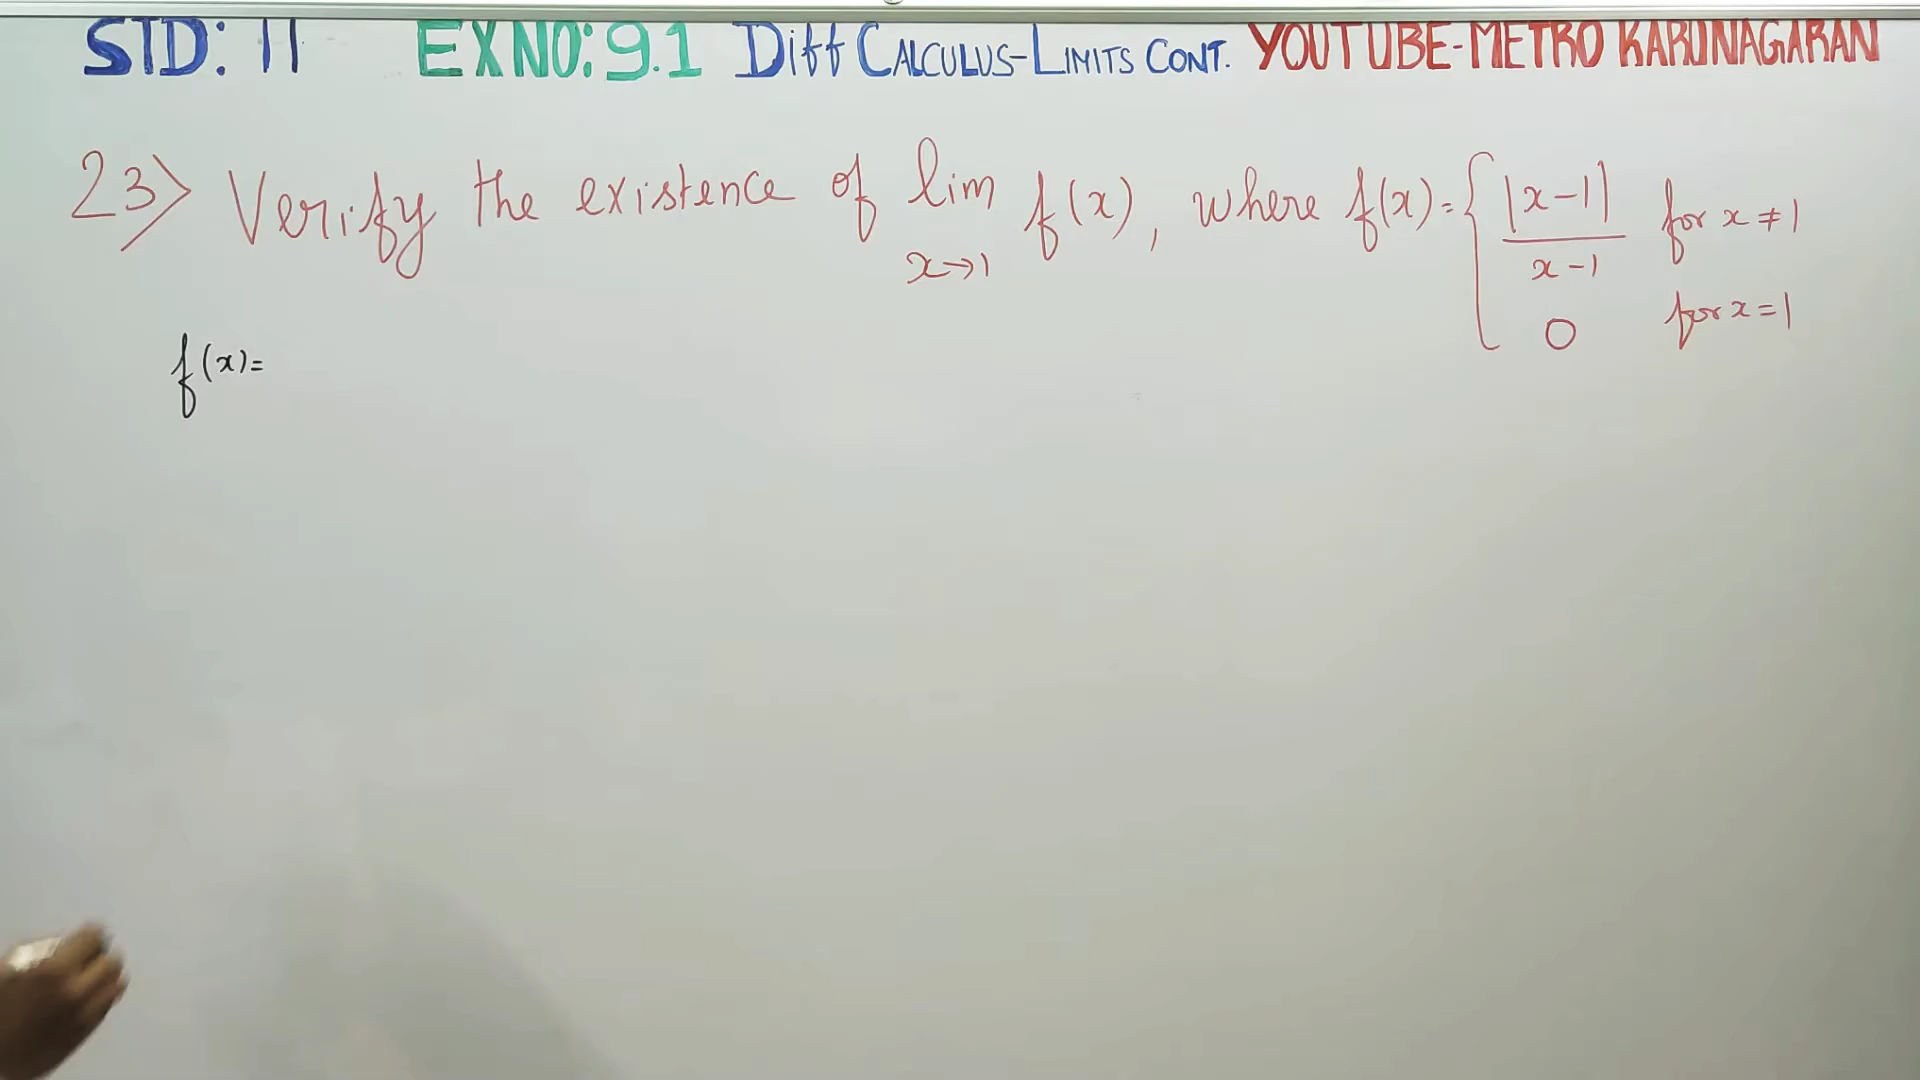 STD: 11 EXNO: 9.1 Diff CALCULUS-LIMITS CONT. YOUTUBE-METRO KARUNAGARAN
23) Verify the existence of lim x→1 f(x), where f(x)= { |x-1| / x-1 for x ≠ 1
0 for x = 1
f(x)=